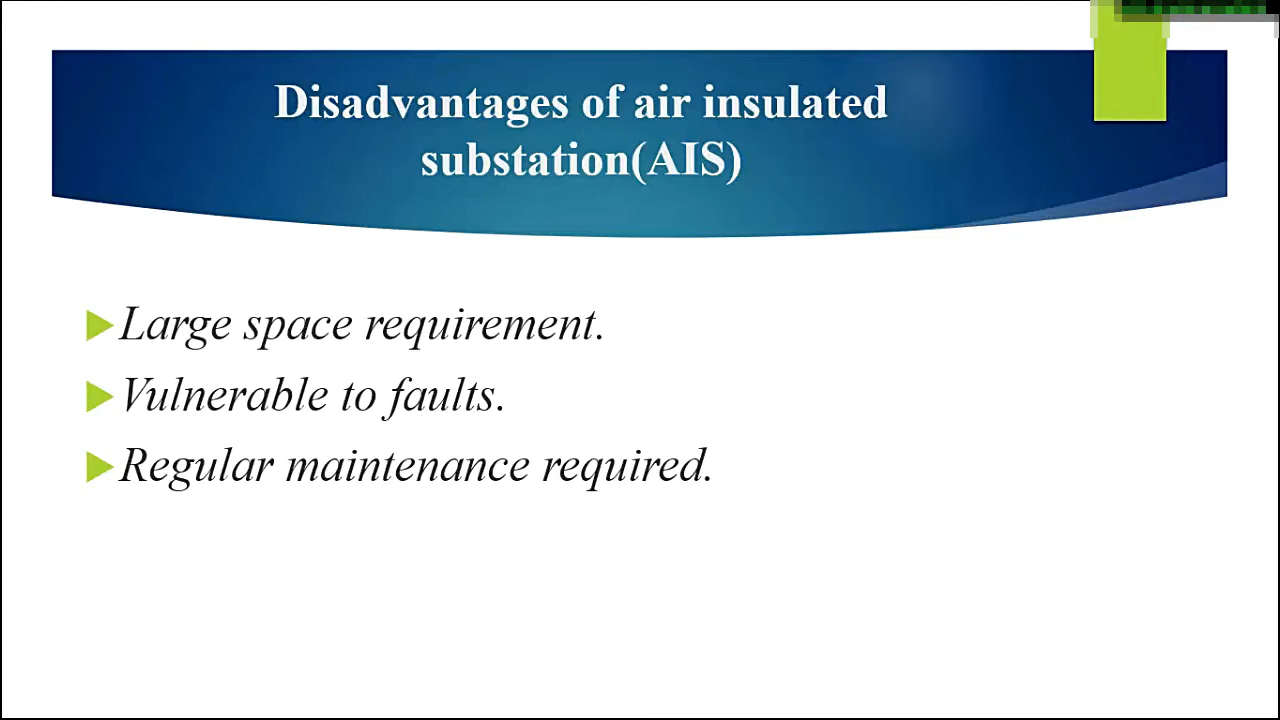 Disadvantages of air insulated
substation(AIS)
Large space requirement.
Vulnerable to faults.
Regular maintenance required.